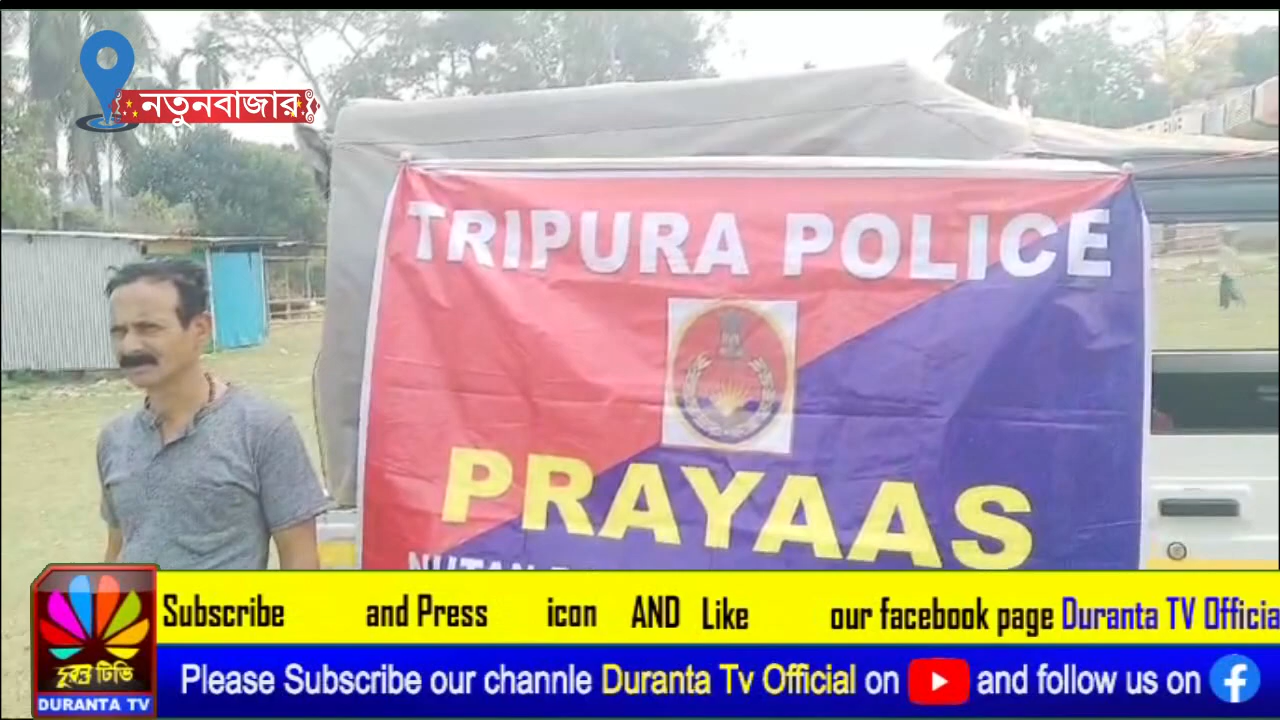 নতুনবাজার
TRIPURA POLICE
PRAYAAS
NUTAN
Subscribe and Press icon AND Like our facebook page Duranta TV Officia
দুরন্ত টিভি
DURANTA TV
Please Subscribe our channle Duranta Tv Official on and follow us on